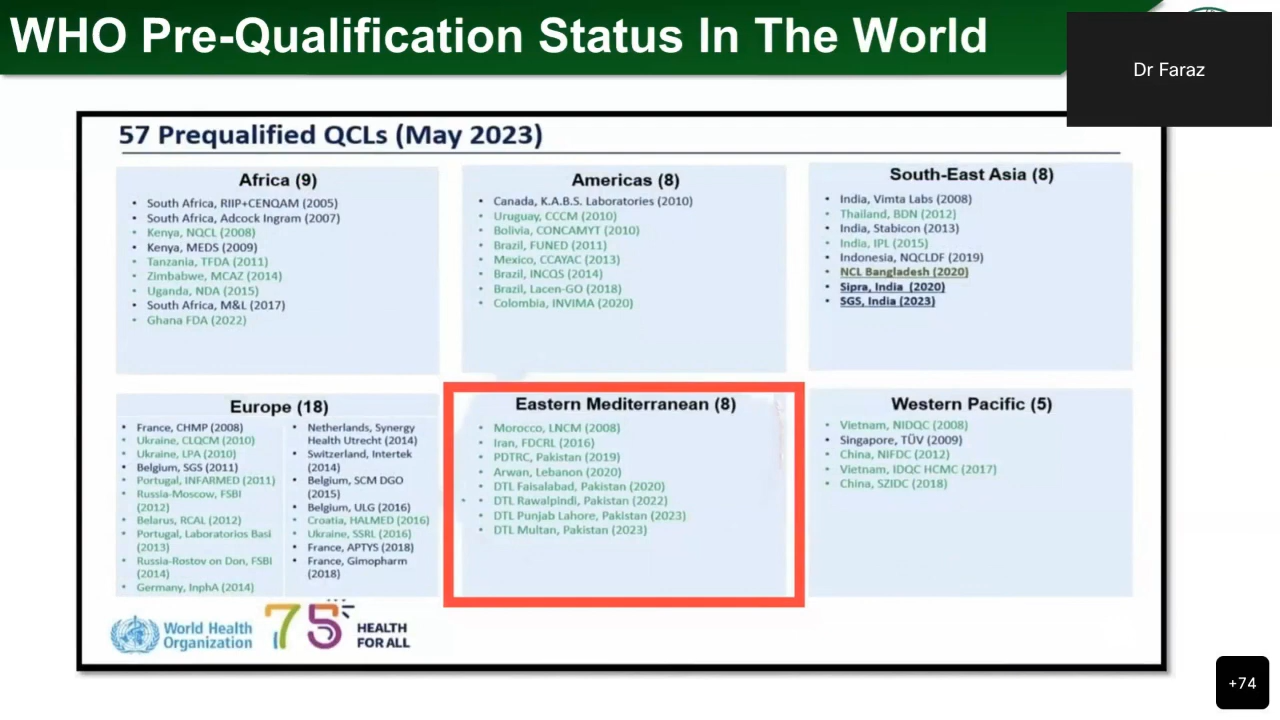 WHO Pre-Qualification Status In The World
Dr Faraz
57 Prequalified QCLs (May 2023)
Africa (9)
• South Africa, RIIP+CENQAM (2005)
• South Africa, Adcock Ingram (2007)
• Kenya, NQCL (2008)
• Kenya, MEDS (2009)
• Tanzania, TFDA (2011)
• Zimbabwe, MCAZ (2014)
• Uganda, NDA (2015)
• South Africa, M&L (2017)
• Ghana FDA (2022)
Americas (8)
• Canada, K.A.B.S. Laboratories (2010)
• Uruguay, CCCM (2010)
• Bolivia, CONCAMYT (2010)
• Brazil, FUNED (2011)
• Mexico, CCAYAC (2013)
• Brazil, INCQS (2014)
• Brazil, Lacen-GO (2018)
• Colombia, INVIMA (2020)
South-East Asia (8)
• India, Vimta Labs (2008)
• Thailand, BDN (2012)
• India, Stabicon (2013)
• India, IPL (2015)
• Indonesia, NQCLDF (2019)
• NCL Bangladesh (2020)
• Sipra, India (2020)
• SGS, India (2023)
Europe (18)
• France, CHMP (2008)
• Ukraine, CLQCM (2010)
• Ukraine, LPA (2010)
• Belgium, SGS (2011)
• Portugal, INFARMED (2011)
• Russia-Moscow, FSBI
(2012)
• Belarus, RCAL (2012)
• Portugal, Laboratorios Basi
(2013)
• Russia-Rostov on Don, FSBI
(2014)
• Germany, InphA (2014)
• Netherlands, Synergy
Health Utrecht (2014)
• Switzerland, Intertek
(2014)
• Belgium, SCM DGO
(2015)
• Belgium, ULG (2016)
• Croatia, HALMED (2016)
• Ukraine, SSRL (2016)
• France, APTYS (2018)
• France, Gimopharm
(2018)
Eastern Mediterranean (8)
• Morocco, LNCM (2008)
• Iran, FDCRL (2016)
• PDTRC, Pakistan (2019)
• Arwan, Lebanon (2020)
• DTL Faisalabad, Pakistan (2020)
• DTL Rawalpindi, Pakistan (2022)
• DTL Punjab Lahore, Pakistan (2023)
• DTL Multan, Pakistan (2023)
Western Pacific (5)
• Vietnam, NIDQC (2008)
• Singapore, TÜV (2009)
• China, NIFDC (2012)
• Vietnam, IDQC HCMC (2017)
• China, SZIDC (2018)
World Health
Organization
75
HEALTH
FOR ALL
+74